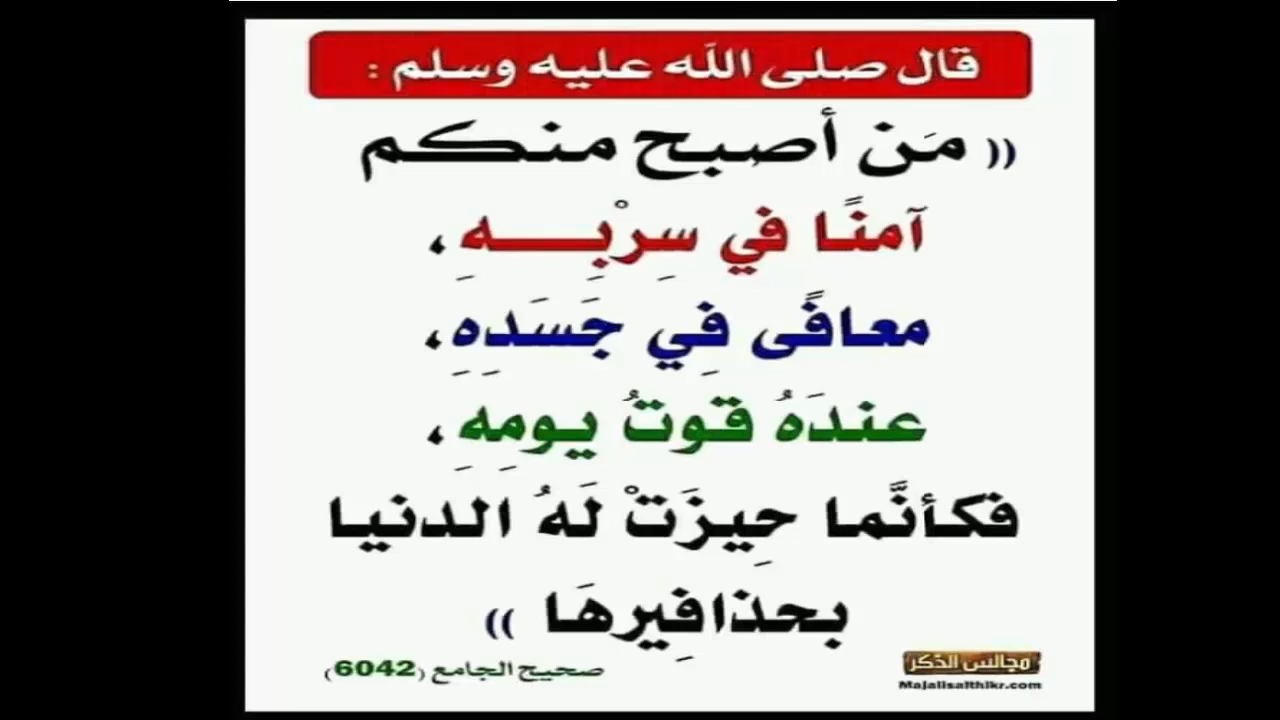 قال صلى الله عليه وسلم :
(( مَن أصبح منكم
آمنًا في سِرْبِـــهِ ،
معافًى فِي جَسَدِهِ ،
عندَهُ قوتُ يومِهِ ،
فكأنَّما حِيزَتْ لَهُ الدنيا
بحذافِيرِهَا ))
صحيح الجامع (6042)
مجالس الذكر
Majalisalthikr.com